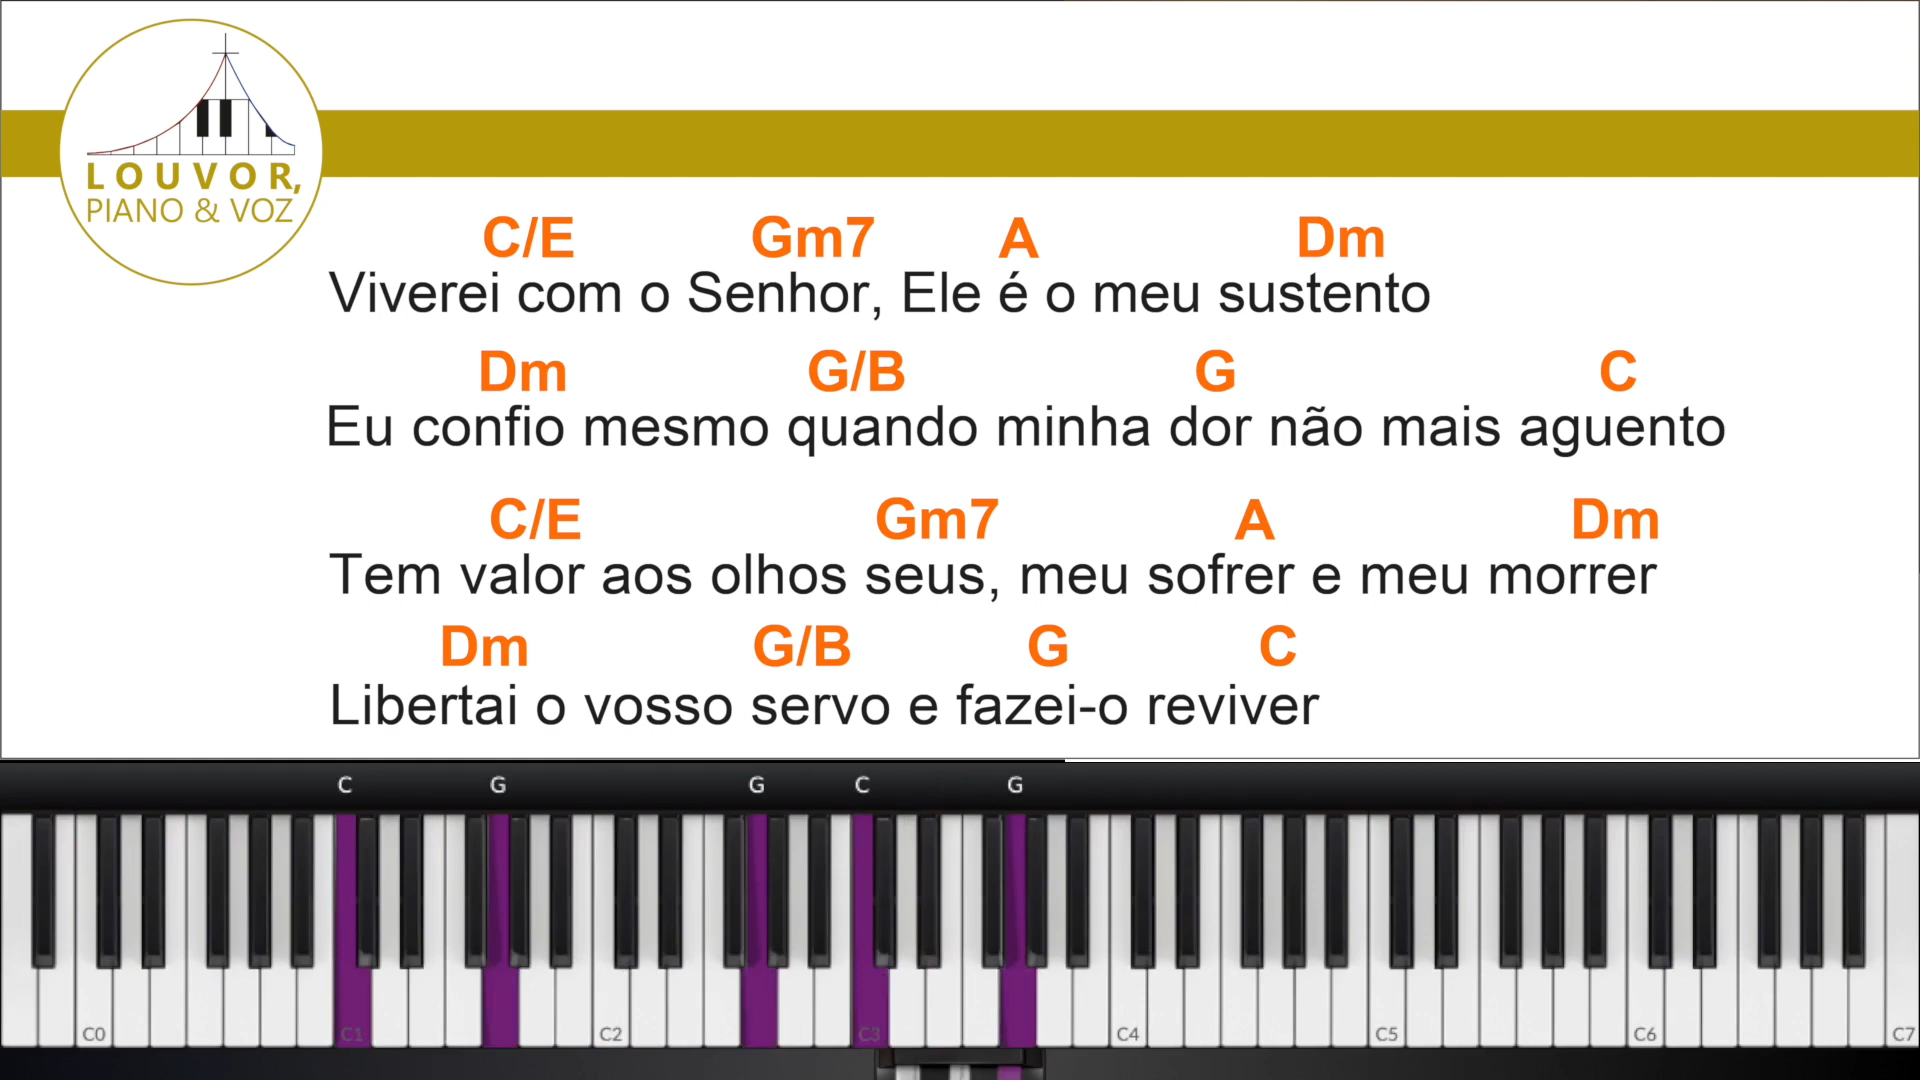 LOUVOR,
PIANO & VOZ
C/E Gm7 A Dm
Viverei com o Senhor, Ele é o meu sustento
Dm G/B G C
Eu confio mesmo quando minha dor não mais aguento
C/E Gm7 A Dm
Tem valor aos olhos seus, meu sofrer e meu morrer
Dm G/B G C
Libertai o vosso servo e fazei-o reviver
C G G C G
C0 C1 C2 C3 C4 C5 C6 C7